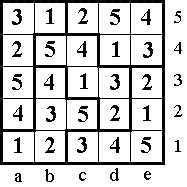 3 1 2 5 4 5
2 5 4 1 3 4
5 4 1 3 2 3
4 3 5 2 1 2
1 2 3 4 5 1
a b c d e